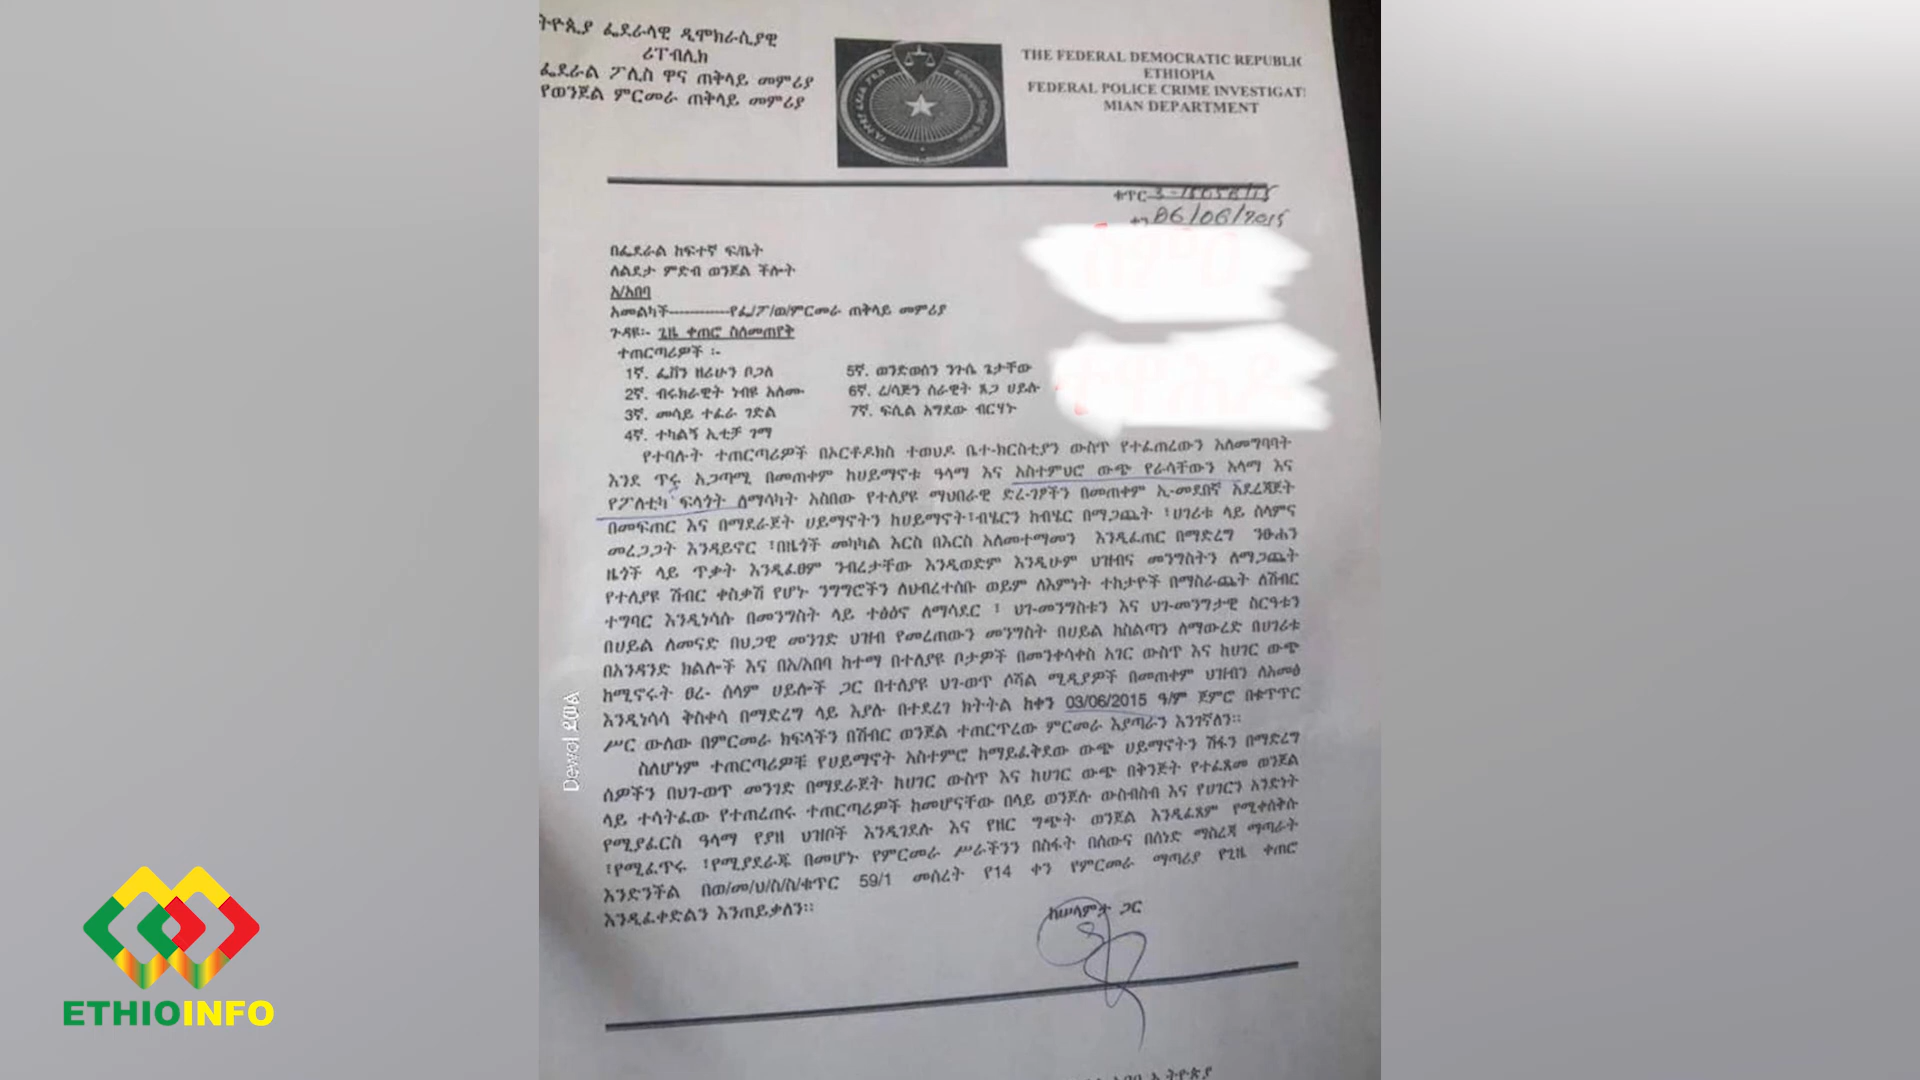 ትዮጲያ ፌደራላዊ ዲሞክራሲያዊ
ሪፐብሊክ
ፌደራል ፖሊስ ዋና ጠቅላይ መምሪያ
የወንጀል ምርመራ ጠቅላይ መምሪያ
THE FEDERAL DEMOCRATIC REPUBLIC
ETHIOPIA
FEDERAL POLICE CRIME INVESTIGAT
MIAN DEPARTMENT
ቁጥር
ቀን 06/06/2015
በፌደራል ከፍተኛ ፍ/ቤት
ለልደታ ምድብ ወንጀል ችሎት
አ/አበባ
አመልካች------------የፌ/ፖ/ወ/ምርመራ ጠቅላይ መምሪያ
ጉዳዩ፡- ጊዜ ቀጠሮ ስለመጠየቅ
ተጠርጣሪዎች ፡-
1ኛ. ፌቨን ዘሪሁን ቦጋለ
2ኛ. ብሩክራዊት ነብዩ አለሙ
3ኛ. መሳይ ተፈራ ገድል
4ኛ. ተካልኝ ኢቲቻ ገማ
5ኛ. ወንድወሰን ንጉሴ ጌታቸው
6ኛ. ረ/ሳጅን ስራዊት ጸጋ ሀይሉ
7ኛ. ፍሲል አግደው ብርሃኑ
የተባሉት ተጠርጣሪዎች በኦርቶዶክስ ተወህዶ ቤተ-ክርስቲያን ውስጥ የተፈጠረውን አለመግባባት
እንደ ጥሩ አጋጣሚ በመጠቀም ከሀይማኖቱ ዓላማ እና አስተምህሮ ውጭ የራሳቸውን አላማ እና
የፖለቲካ ፍላጎት ለማሳካት አስበው የተለያዩ ማህበራዊ ድረ-ገፆችን በመጠቀም ኢ-መደበኛ አደረጃጀት
በመፍጠር እና በማደራጀት ሀይማኖትን ከሀይማኖት፣ብሄርን ከብሄር በማጋጨት ፣ሀገሪቱ ላይ ሰላምና
መረጋጋት እንዳይኖር ፣በዜጎች መካካል እርስ በእርስ አለመተማመን እንዲፈጠር በማድረግ ንፁሐን
ዜጎች ላይ ጥቃት እንዲፈፀም ንብረታቸው እንዲወድም እንዲሁም ህዝብና መንግስትን ለማጋጨት
የተለያዩ ሽብር ቀስቃሽ የሆኑ ንግግሮችን ለህብረተሰቡ ወይም ለእምነት ተከታዮች በማሰራጨት ለሽብር
ተግባር እንዲነሳሱ በመንግስት ላይ ተፅዕኖ ለማሳደር ፣ ህገ-መንግስቱን እና ህገ-መንግታዊ ስርዓቱን
በሀይል ለመናድ በህጋዊ መንገድ ህዝብ የመረጠውን መንግስት በሀይል ከስልጣን ለማውረድ በሀገሪቱ
በአንዳንድ ክልሎች እና በአ/አበባ ከተማ በተለያዩ ቦታዎች በመንቀሳቀስ አገር ውስጥ እና ከሀገር ውጭ
ከሚኖሩት ፀረ- ሰላም ሀይሎች ጋር በተለያዩ ህገ-ወጥ ሶሻል ሚዲያዎች በመጠቀም ህዝብን ለአመፅ
እንዲነሳሳ ቅስቀሳ በማድረግ ላይ እያሉ በተደረገ ክትትል ከቀን 03/06/2015 ዓ/ም ጀምሮ በቁጥጥር
ሥር ውለው በምርመራ ክፍላችን በሽብር ወንጀል ተጠርጥረው ምርመራ እያጣራን እንገኛለን።
ስለሆነም ተጠርጣሪዎቹ የሀይማኖት አስተምሮ ከማይፈቅደው ውጭ ሀይማኖትን ሽፋን በማድረግ
ሰዎችን በህገ-ወጥ መንገድ በማደራጀት ከሀገር ውስጥ እና ከሀገር ውጭ በቅንጅት የተፈጸመ ወንጀል
ላይ ተሳትፈው የተጠረጠሩ ተጠርጣሪዎች ከመሆናቸው በላይ ወንጀሉ ውስብስብ እና የሀገርን አንድነት
የሚያፈርስ ዓላማ የያዘ ህዝቦች እንዲገደሉ እና የዘር ግጭት ወንጀል እንዲፈጸም የሚቀሰቅሱ
፣የሚፈጥሩ ፣የሚያደራጁ በመሆኑ የምርመራ ሥራችንን በስፋት በሰውና በሰነድ ማስረጃ ማጣራት
እንድንችል በወ/መ/ህ/ስ/ስ/ቁጥር 59/1 መሰረት የ14 ቀን የምርመራ ማጣሪያ የጊዜ ቀጠሮ
እንዲፈቀድልን እንጠይቃለን።
ከሠላምታ ጋር
Dewol ደወል
ETHIOINFO